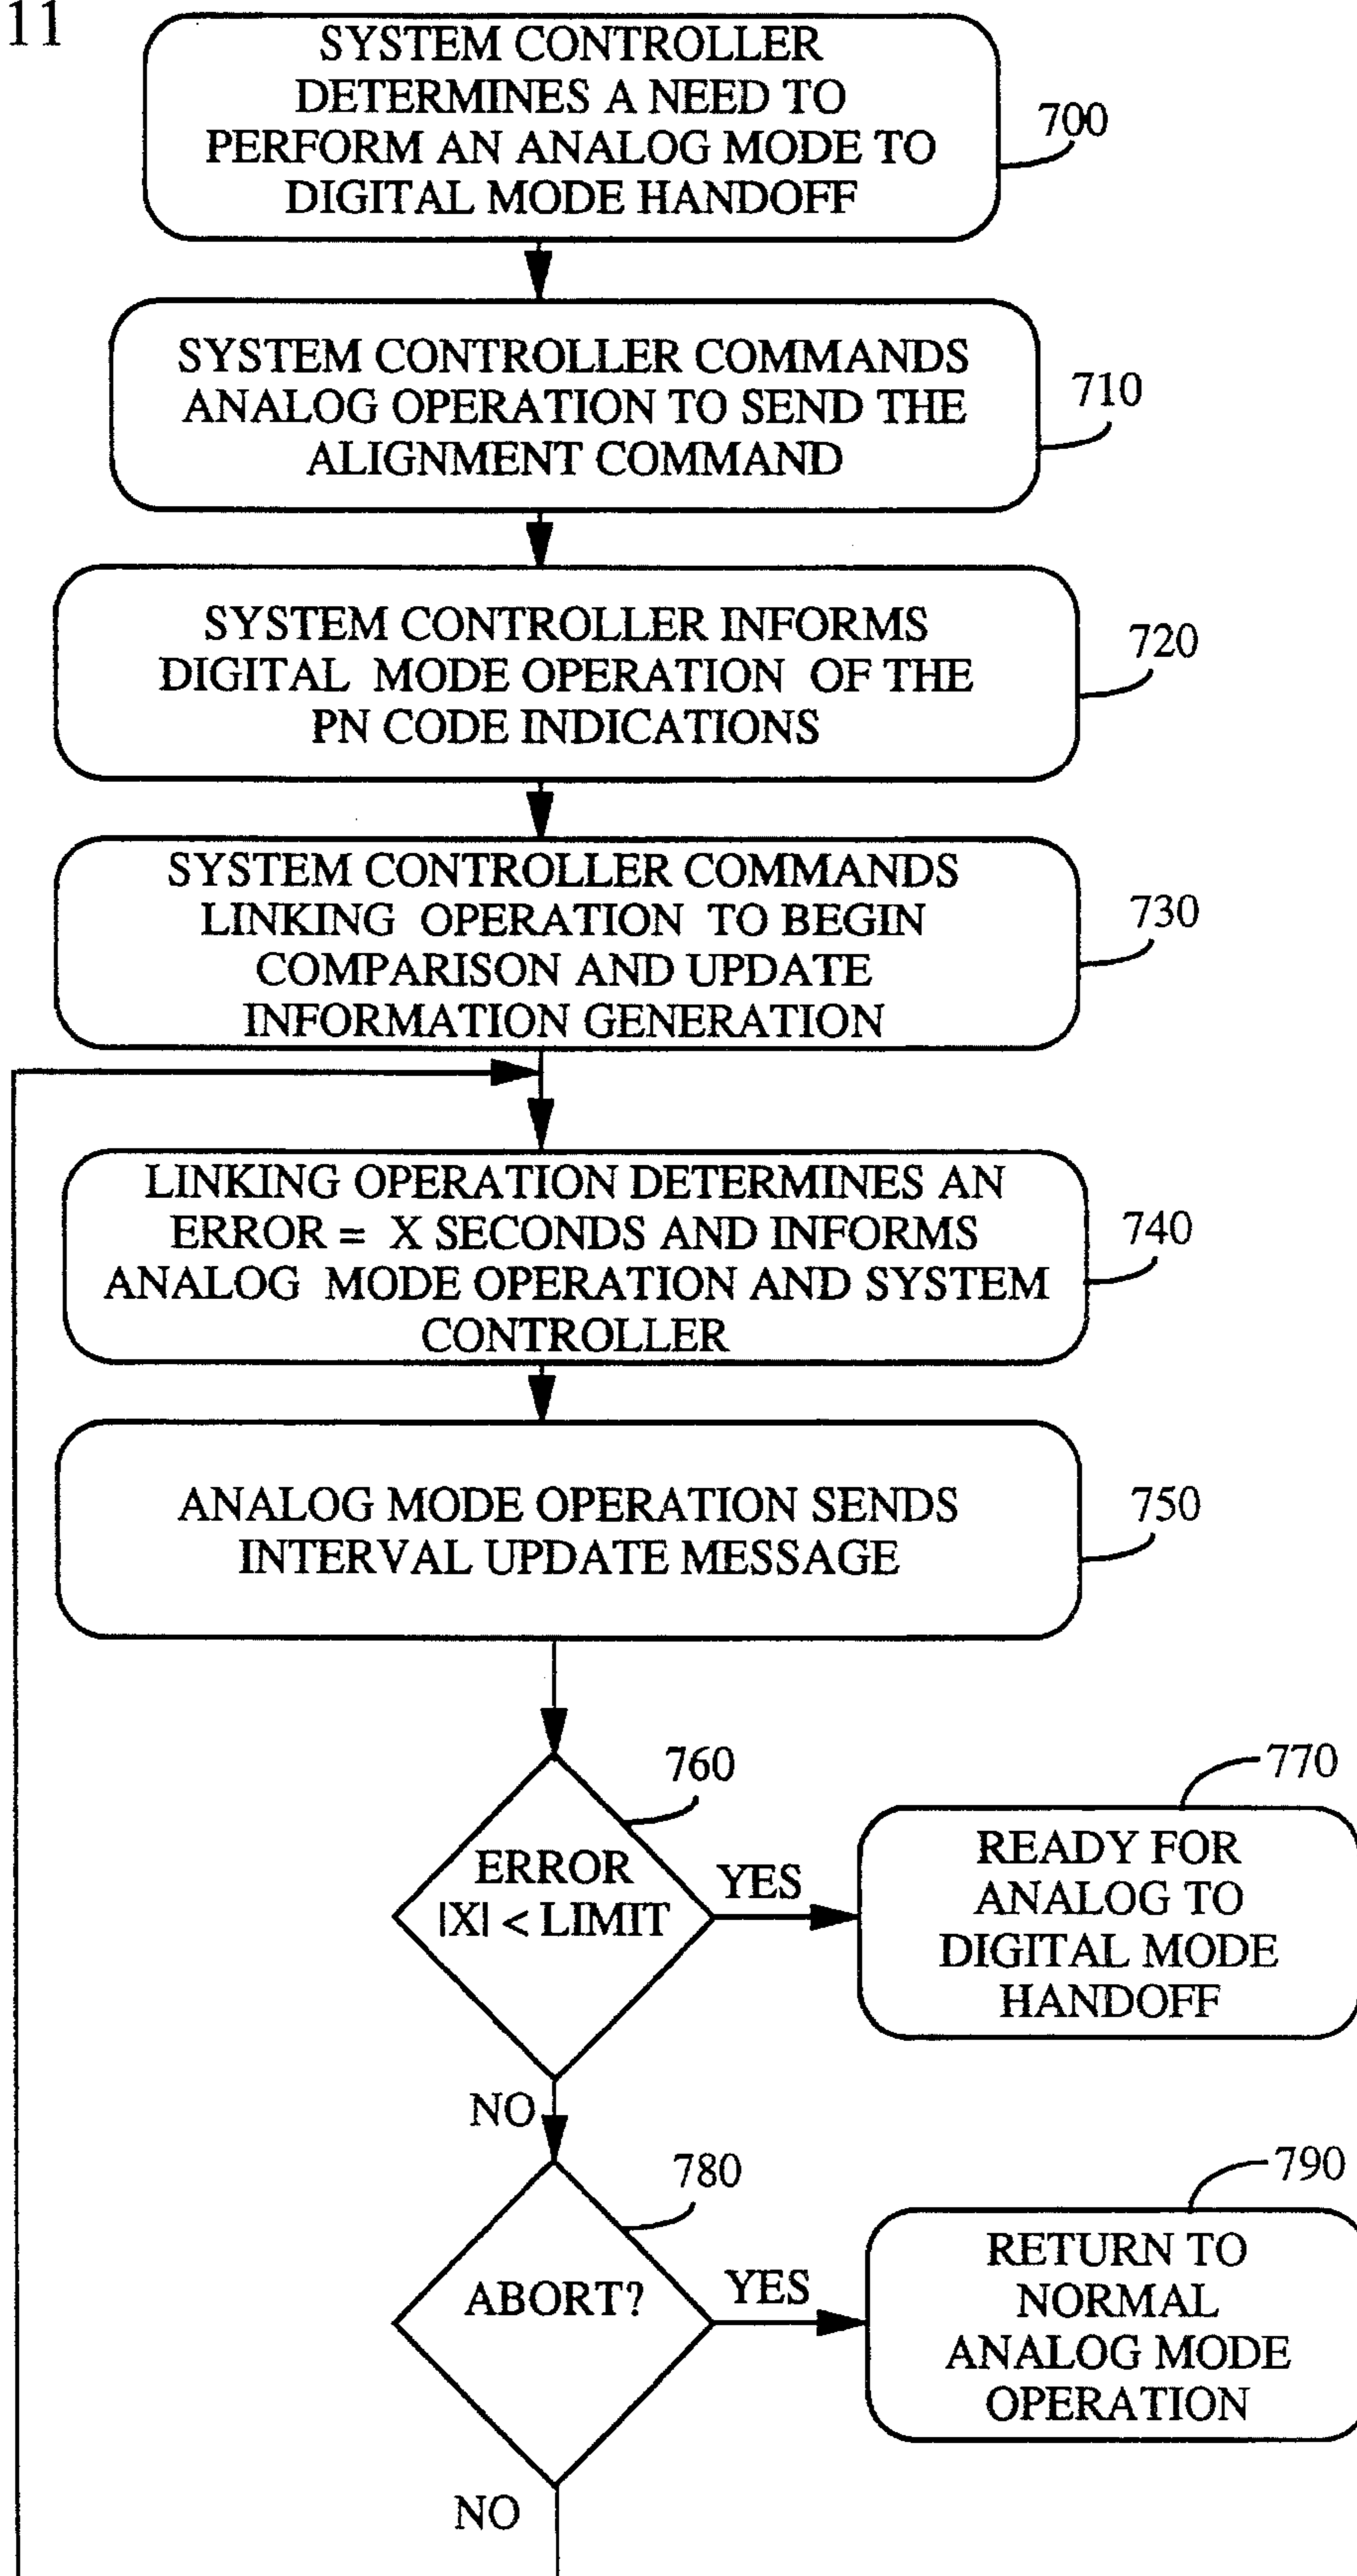 11
SYSTEM CONTROLLER
DETERMINES A NEED TO
PERFORM AN ANALOG MODE TO
DIGITAL MODE HANDOFF
700
SYSTEM CONTROLLER COMMANDS
ANALOG OPERATION TO SEND THE
ALIGNMENT COMMAND
710
SYSTEM CONTROLLER INFORMS
DIGITAL MODE OPERATION OF THE
PN CODE INDICATIONS
720
SYSTEM CONTROLLER COMMANDS
LINKING OPERATION TO BEGIN
COMPARISON AND UPDATE
INFORMATION GENERATION
730
LINKING OPERATION DETERMINES AN
ERROR = X SECONDS AND INFORMS
ANALOG MODE OPERATION AND SYSTEM
CONTROLLER
740
ANALOG MODE OPERATION SENDS
INTERVAL UPDATE MESSAGE
750
760
ERROR
|X| < LIMIT
YES
770
READY FOR
ANALOG TO
DIGITAL MODE
HANDOFF
NO
780
ABORT?
YES
790
RETURN TO
NORMAL
ANALOG MODE
OPERATION
NO